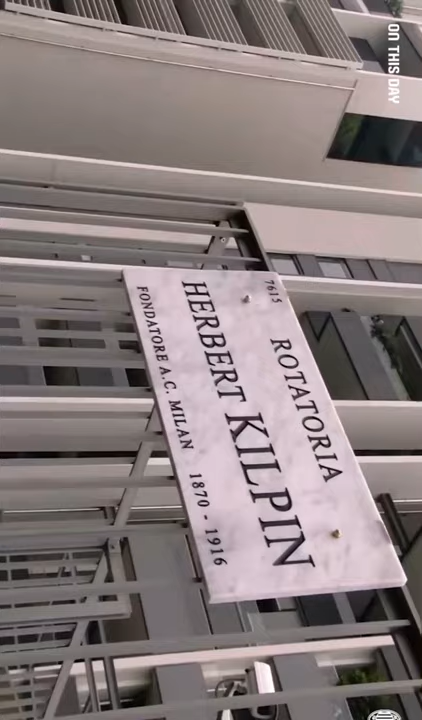 ON THIS DAY
7615
ROTATORIA
HERBERT KILPIN
FONDATORE A.C. MILAN 1870 - 1916